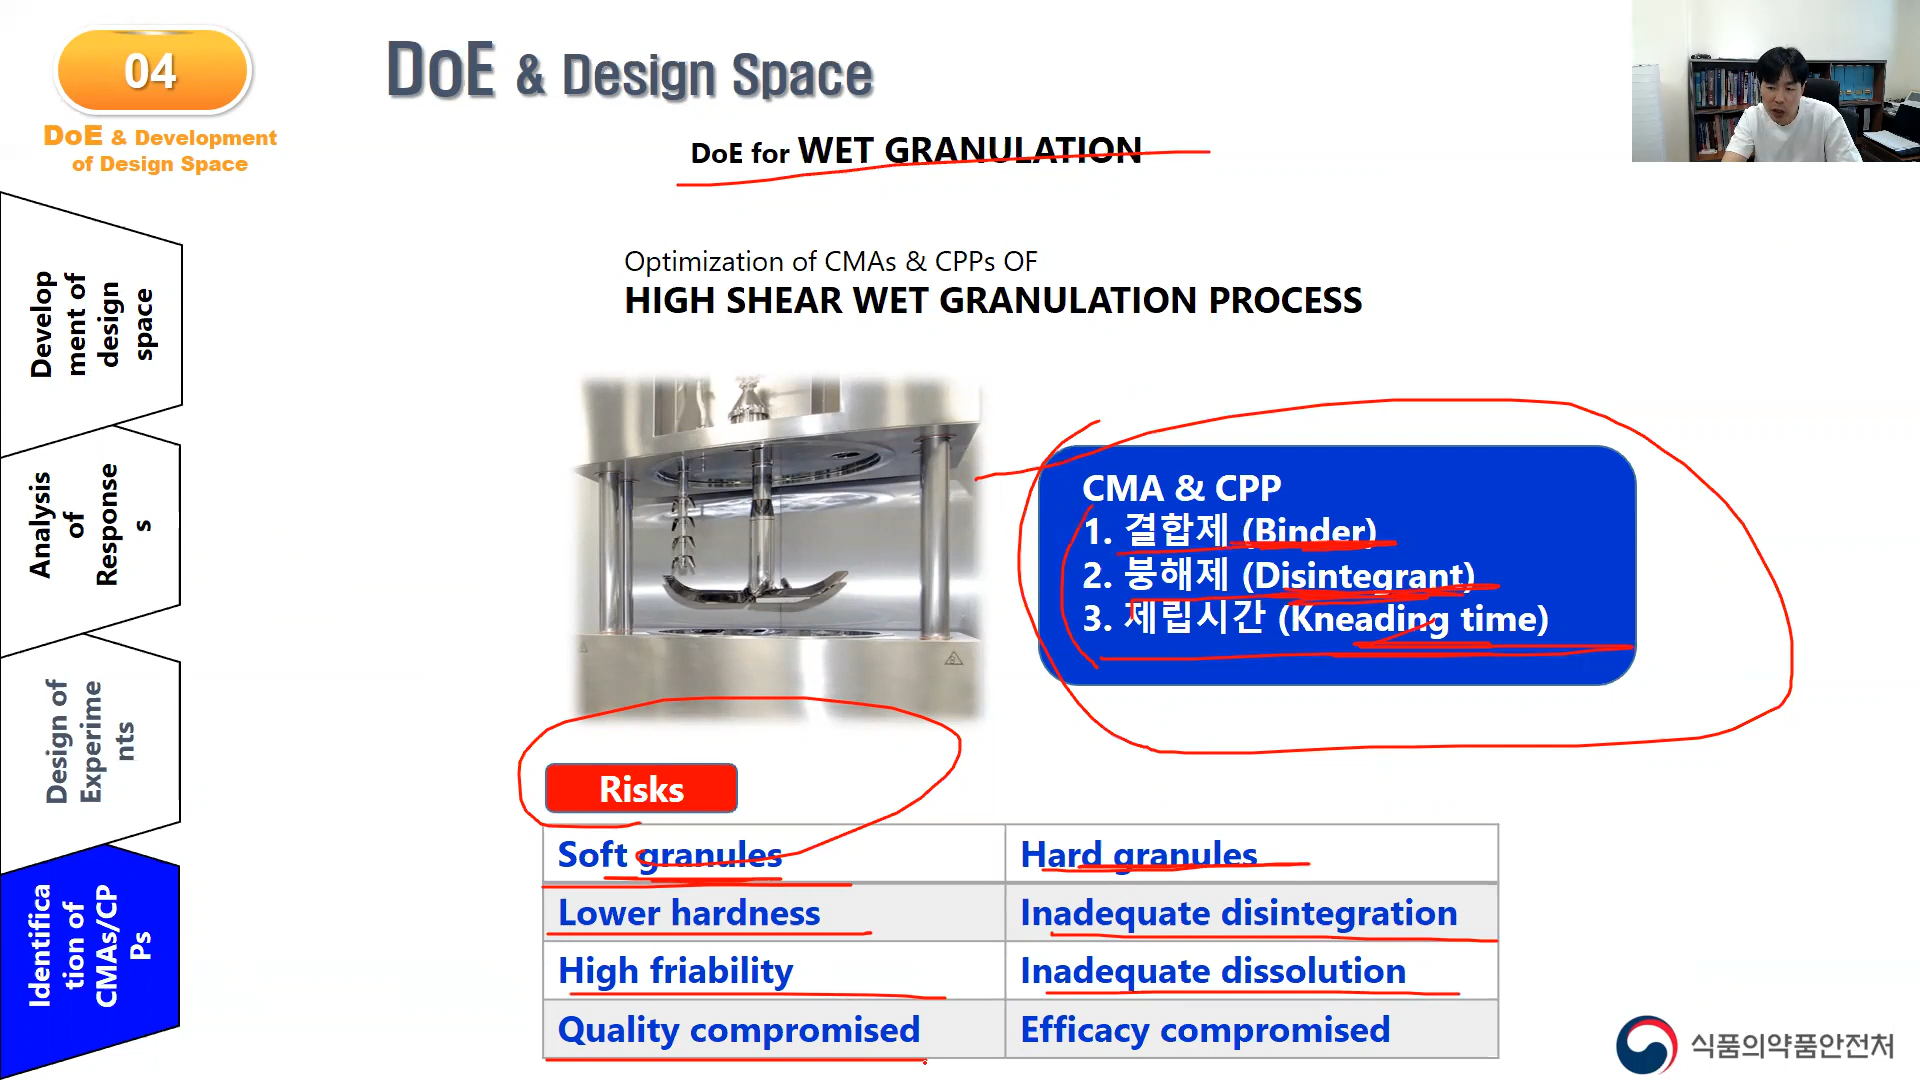 04
DoE & Development
of Design Space
DoE & Design Space
DoE for WET GRANULATION
Optimization of CMAs & CPPs OF
HIGH SHEAR WET GRANULATION PROCESS
Develop
ment of
design
space
Analysis
of
Response
s
Design of
Experime
nts
Identifica
tion of
CMAs/CP
Ps
CMA & CPP
1. 결합제 (Binder)
2. 붕해제 (Disintegrant)
3. 제립시간 (Kneading time)
Risks
Soft granules
Hard granules
Lower hardness
Inadequate disintegration
High friability
Inadequate dissolution
Quality compromised
Efficacy compromised
식품의약품안전처